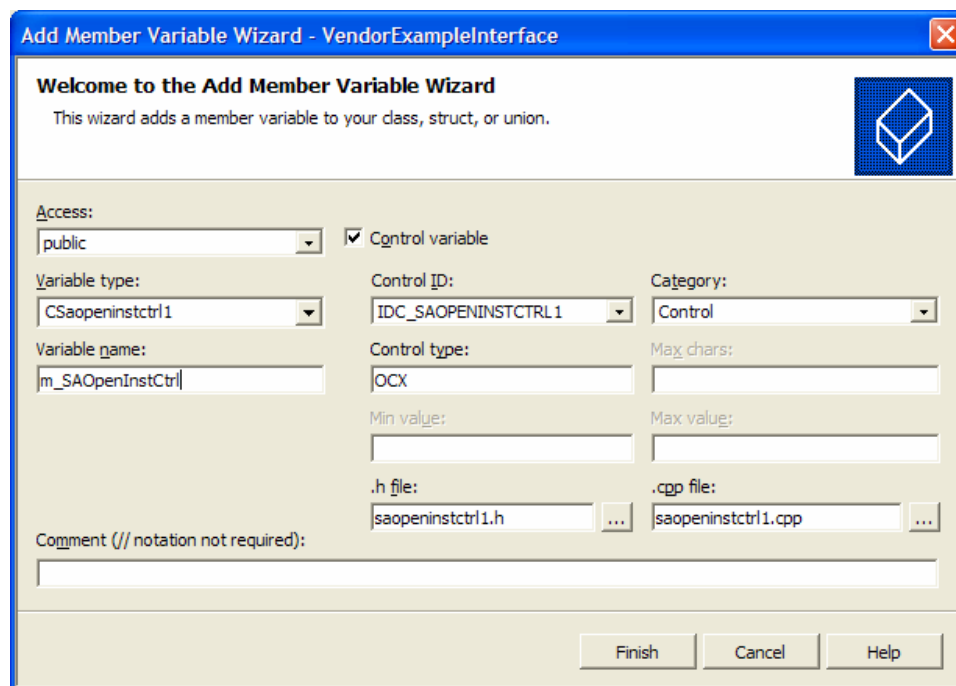 Add Member Variable Wizard - VendorExampleInterface
Welcome to the Add Member Variable Wizard
This wizard adds a member variable to your class, struct, or union.
Access:
public
Control variable
Variable type:
Control ID:
Category:
CSaopeninstctrl1
IDC_SAOPENINSTCTRL1
Control
Variable name:
Control type:
Max chars:
m_SAOpenInstCtrl
OCX
Min value:
Max value:
.h file:
.cpp file:
saopeninstctrl1.h
...
saopeninstctrl1.cpp
...
Comment (// notation not required):
Finish
Cancel
Help